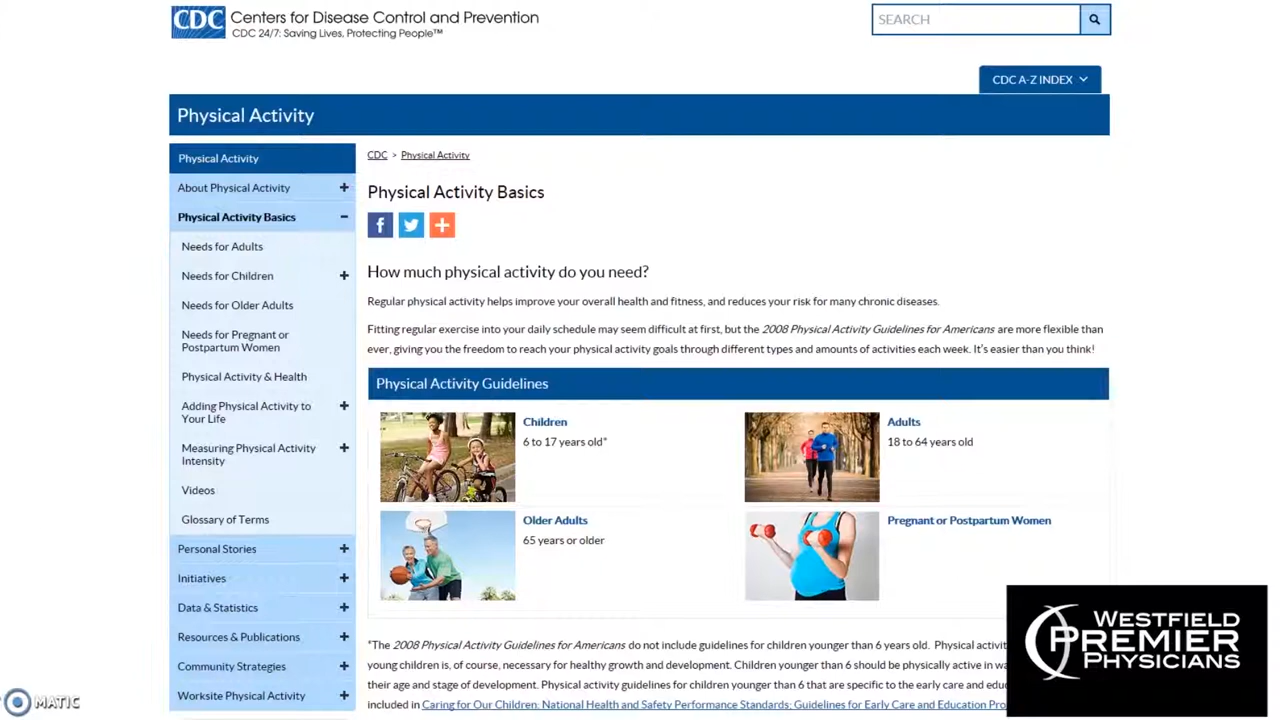 CDC Centers for Disease Control and Prevention
CDC 24/7: Saving Lives, Protecting People™
SEARCH
CDC A-Z INDEX
Physical Activity
Physical Activity
About Physical Activity
Physical Activity Basics
Needs for Adults
Needs for Children
Needs for Older Adults
Needs for Pregnant or
Postpartum Women
Physical Activity & Health
Adding Physical Activity to
Your Life
Measuring Physical Activity
Intensity
Videos
Glossary of Terms
Personal Stories
Initiatives
Data & Statistics
Resources & Publications
Community Strategies
Worksite Physical Activity
CDC > Physical Activity
Physical Activity Basics
How much physical activity do you need?
Regular physical activity helps improve your overall health and fitness, and reduces your risk for many chronic diseases.
Fitting regular exercise into your daily schedule may seem difficult at first, but the 2008 Physical Activity Guidelines for Americans are more flexible than
ever, giving you the freedom to reach your physical activity goals through different types and amounts of activities each week. It's easier than you think!
Physical Activity Guidelines
Children
6 to 17 years old*
Adults
18 to 64 years old
Older Adults
65 years or older
Pregnant or Postpartum Women
*The 2008 Physical Activity Guidelines for Americans do not include guidelines for children younger than 6 years old. Physical activit
young children is, of course, necessary for healthy growth and development. Children younger than 6 should be physically active in wa
their age and stage of development. Physical activity guidelines for children younger than 6 that are specific to the early care and edu
included in Caring for Our Children: National Health and Safety Performance Standards; Guidelines for Early Care and Education Pro
WESTFIELD
PREMIER
PHYSICIANS
MATIC